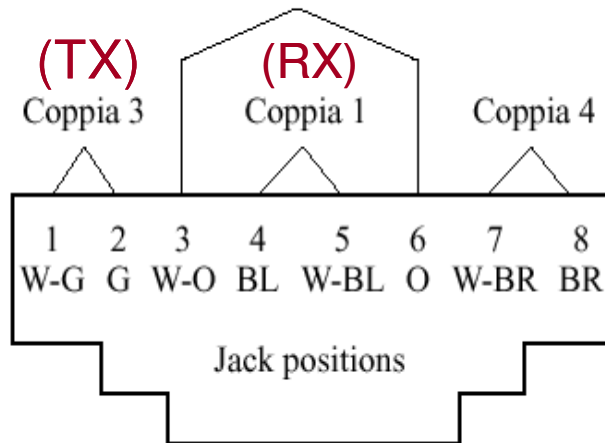 (TX) (RX)
Coppia 3 Coppia 1 Coppia 4
1 2 3 4 5 6 7 8
W-G G W-O BL W-BL O W-BR BR
Jack positions